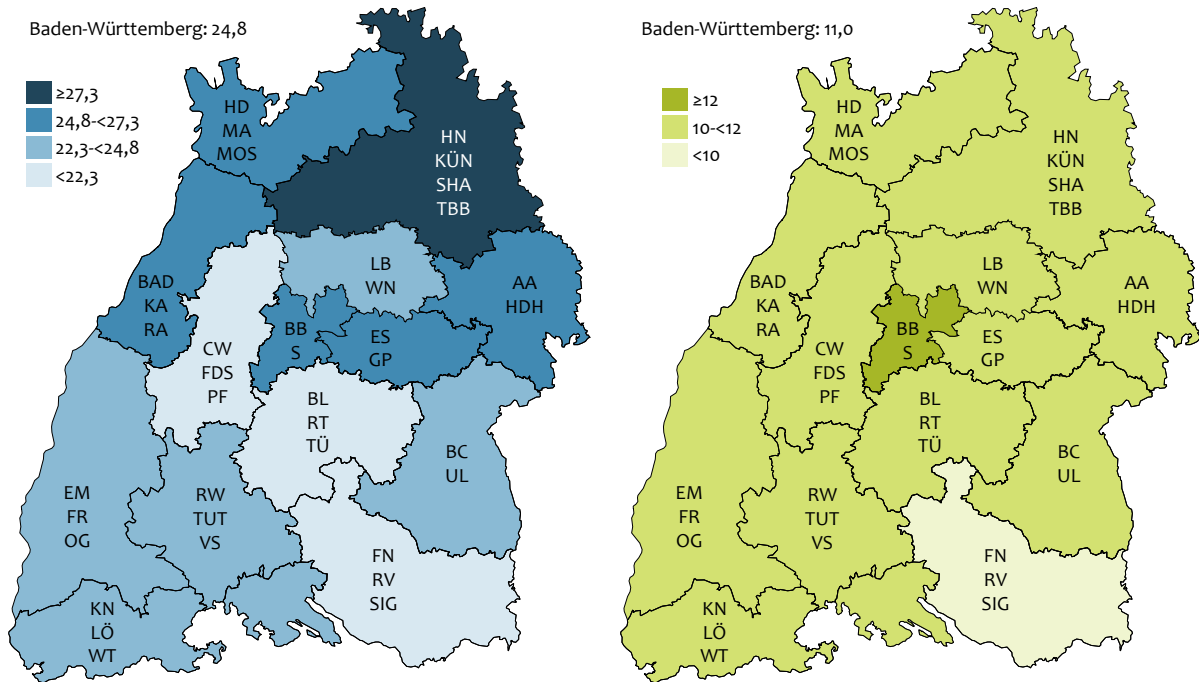 Baden-Württemberg: 24,8
≥27,3
24,8-<27,3
22,3-<24,8
<22,3
HD
MA
MOS
HN
KÜN
SHA
TBB
BAD
KA
RA
LB
WN
AA
HDH
BB
S
ES
GP
CW
FDS
PF
BL
RT
TÜ
BC
UL
EM
FR
OG
RW
TUT
VS
FN
RV
SIG
KN
LÖ
WT
Baden-Württemberg: 11,0
≥12
10-<12
<10
HD
MA
MOS
HN
KÜN
SHA
TBB
BAD
KA
RA
LB
WN
AA
HDH
BB
S
ES
GP
CW
FDS
PF
BL
RT
TÜ
BC
UL
EM
FR
OG
RW
TUT
VS
FN
RV
SIG
KN
LÖ
WT